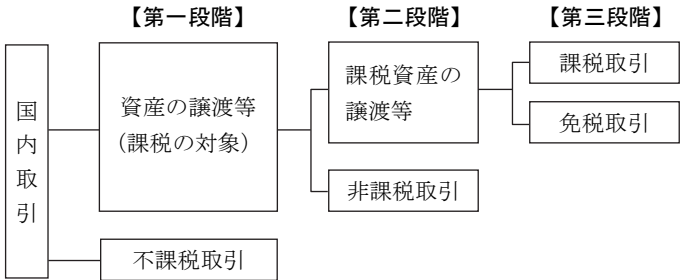 【第一段階】
【第二段階】
【第三段階】
国内取引
資産の譲渡等
(課税の対象)
不課税取引
課税資産の
譲渡等
非課税取引
課税取引
免税取引